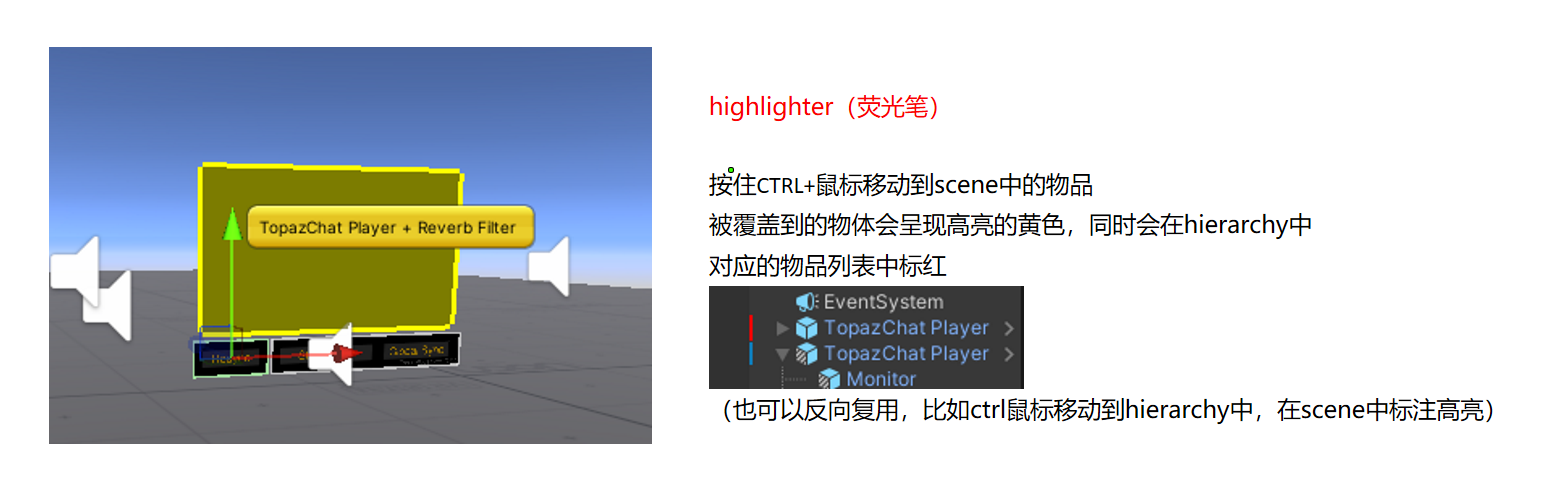 highlighter（荧光笔）
按住CTRL+鼠标移动到scene中的物品
被覆盖到的物体会呈现高亮的黄色，同时会在hierarchy中
对应的物品列表中标红
TopazChat Player + Reverb Filter
Resync
Global Sync
EventSystem
TopazChat Player
TopazChat Player
Monitor
（也可以反向复用，比如ctrl鼠标移动到hierarchy中，在scene中标注高亮）